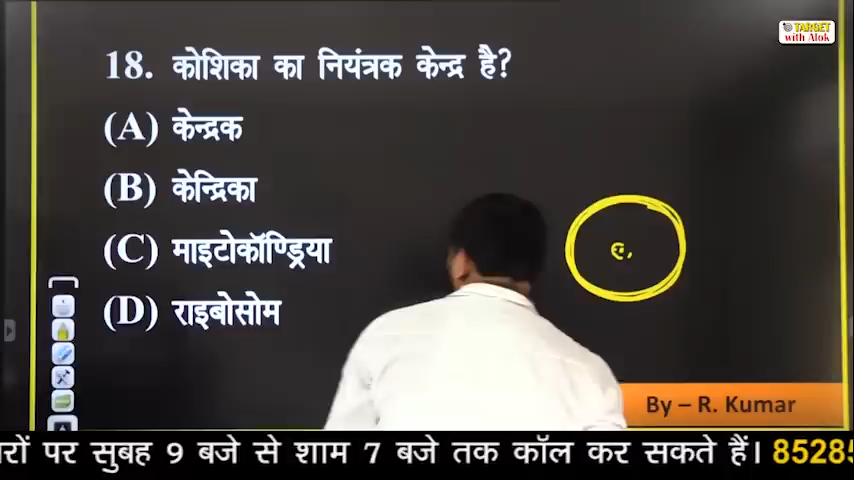 TARGET
with Alok
18. कोशिका का नियंत्रक केन्द्र है?
(A) केन्द्रक
(B) केन्द्रिका
(C) माइटोकॉण्ड्रिया
(D) राइबोसोम
By – R. Kumar
रों पर सुबह 9 बजे से शाम 7 बजे तक कॉल कर सकते हैं। 8528